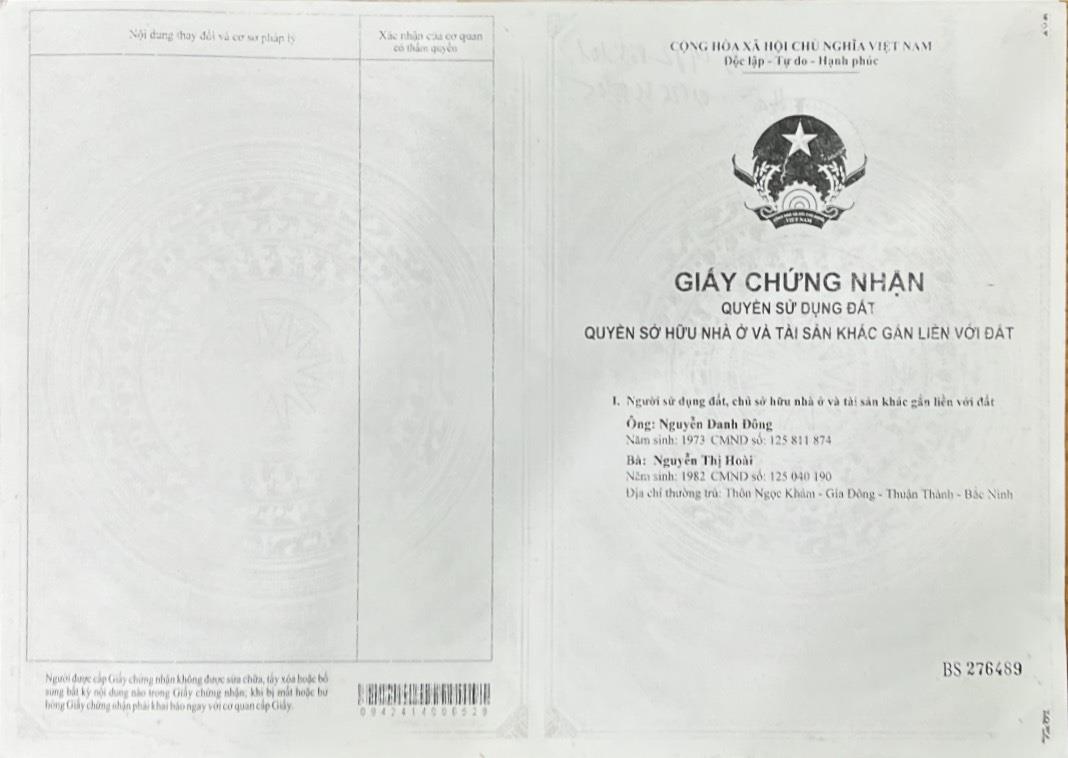 Nội dung thay đổi và cơ sơ pháp lý
Xác nhận của cơ quan
có thẩm quyền
Người được cấp Giấy chứng nhận không được sửa chữa, tẩy xóa hoặc bổ
sung bất kỳ nội dung nào trong Giấy chứng nhận; khi bị mất hoặc hư
hỏng Giấy chứng nhận phải khai báo ngay với cơ quan cấp Giấy.
CỘNG HÒA XÃ HỘI CHỦ NGHĨA VIỆT NAM
Độc lập - Tự do - Hạnh phúc
VIỆT NAM
GIẤY CHỨNG NHẬN
QUYỀN SỬ DỤNG ĐẤT
QUYỀN SỞ HỮU NHÀ Ở VÀ TÀI SẢN KHÁC GẮN LIỀN VỚI ĐẤT
I. Người sử dụng đất, chủ sở hữu nhà ở và tài sản khác gắn liền với đất
Ông: Nguyễn Danh Đông
Năm sinh: 1973 CMND số: 125 811 874
Bà: Nguyễn Thị Hoài
Năm sinh: 1982 CMND số: 125 040 190
Địa chỉ thường trú: Thôn Ngọc Khám - Gia Đông - Thuận Thành - Bắc Ninh
BS 276489